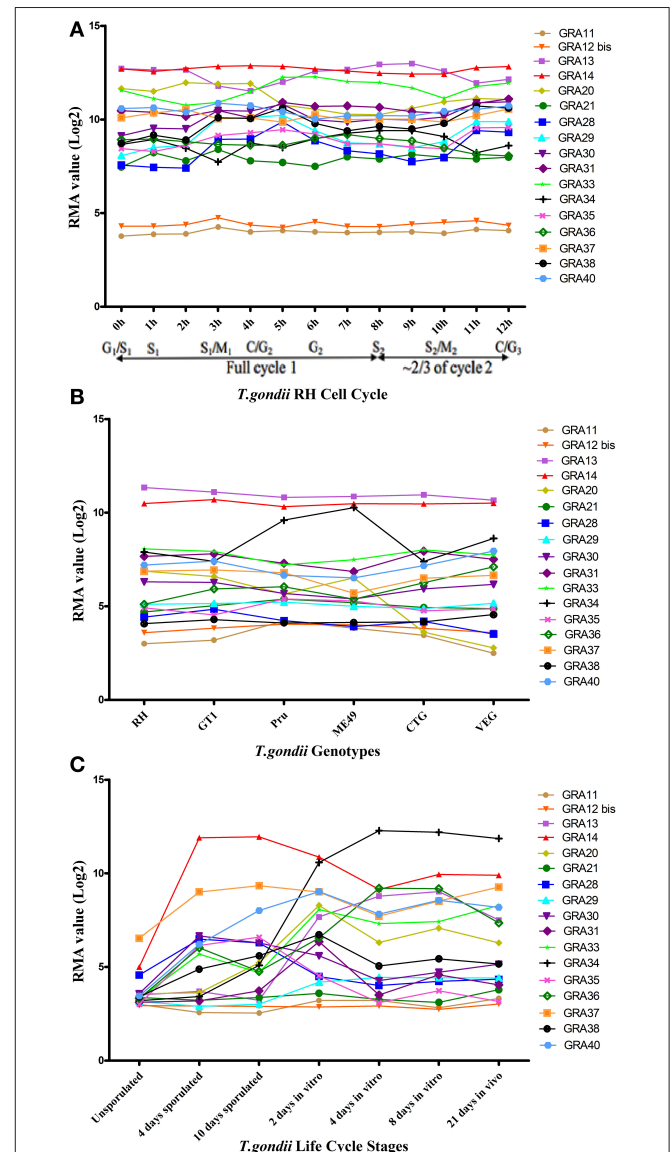 A
15
10
5
0
RMA value (Log2)
0h 1h 2h 3h 4h 5h 6h 7h 8h 9h 10h 11h 12h
G1/S1 S1 S1/M1 C/G2 G2 S2 S2/M2 C/G3
Full cycle 1 ~2/3 of cycle 2
T.gondii RH Cell Cycle
GRA11
GRA12 bis
GRA13
GRA14
GRA20
GRA21
GRA28
GRA29
GRA30
GRA31
GRA33
GRA34
GRA35
GRA36
GRA37
GRA38
GRA40
B
15
10
5
0
RMA value (Log2)
RH GT1 Pru ME49 CTG VEG
T.gondii Genotypes
GRA11
GRA12 bis
GRA13
GRA14
GRA20
GRA21
GRA28
GRA29
GRA30
GRA31
GRA33
GRA34
GRA35
GRA36
GRA37
GRA38
GRA40
C
15
10
5
0
RMA value (Log2)
Unsporulated
4 days sporulated
10 days sporulated
2 days in vitro
4 days in vitro
8 days in vitro
21 days in vivo
T.gondii Life Cycle Stages
GRA11
GRA12 bis
GRA13
GRA14
GRA20
GRA21
GRA28
GRA29
GRA30
GRA31
GRA33
GRA34
GRA35
GRA36
GRA37
GRA38
GRA40